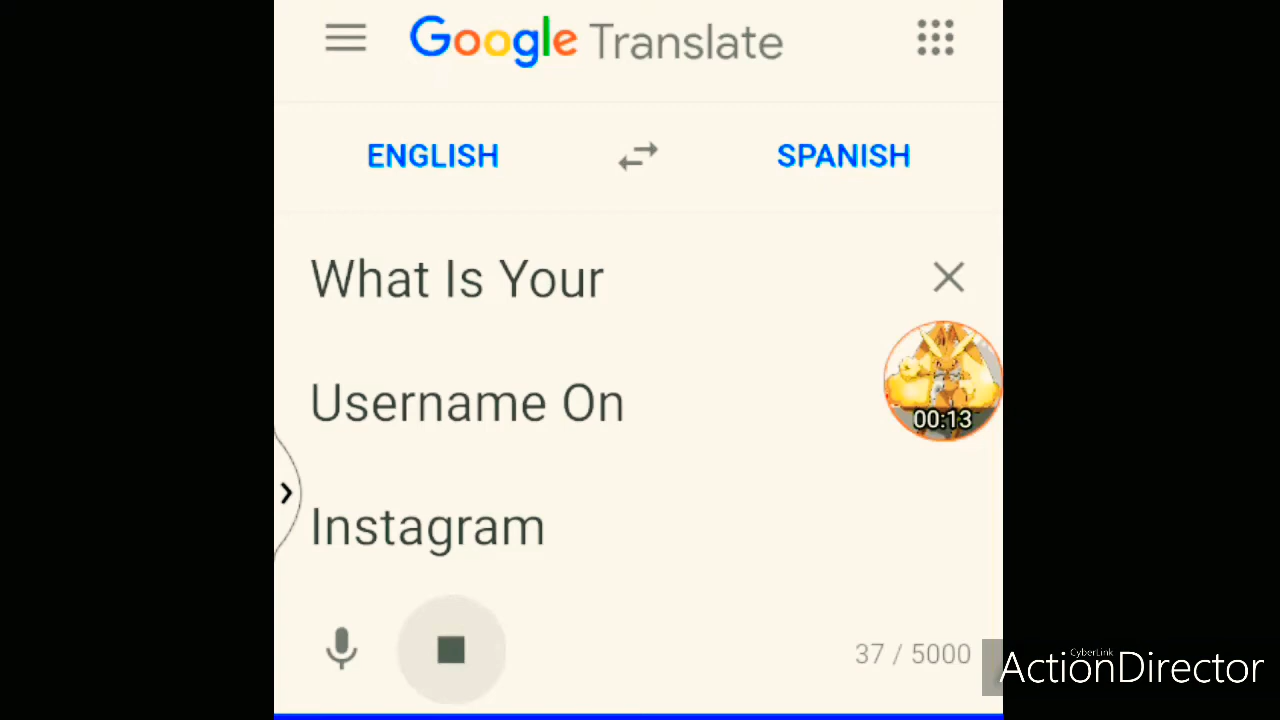 Google Translate
ENGLISH SPANISH
What Is Your
Username On
00:13
Instagram
37 / 5000
CyberLink
ActionDirector